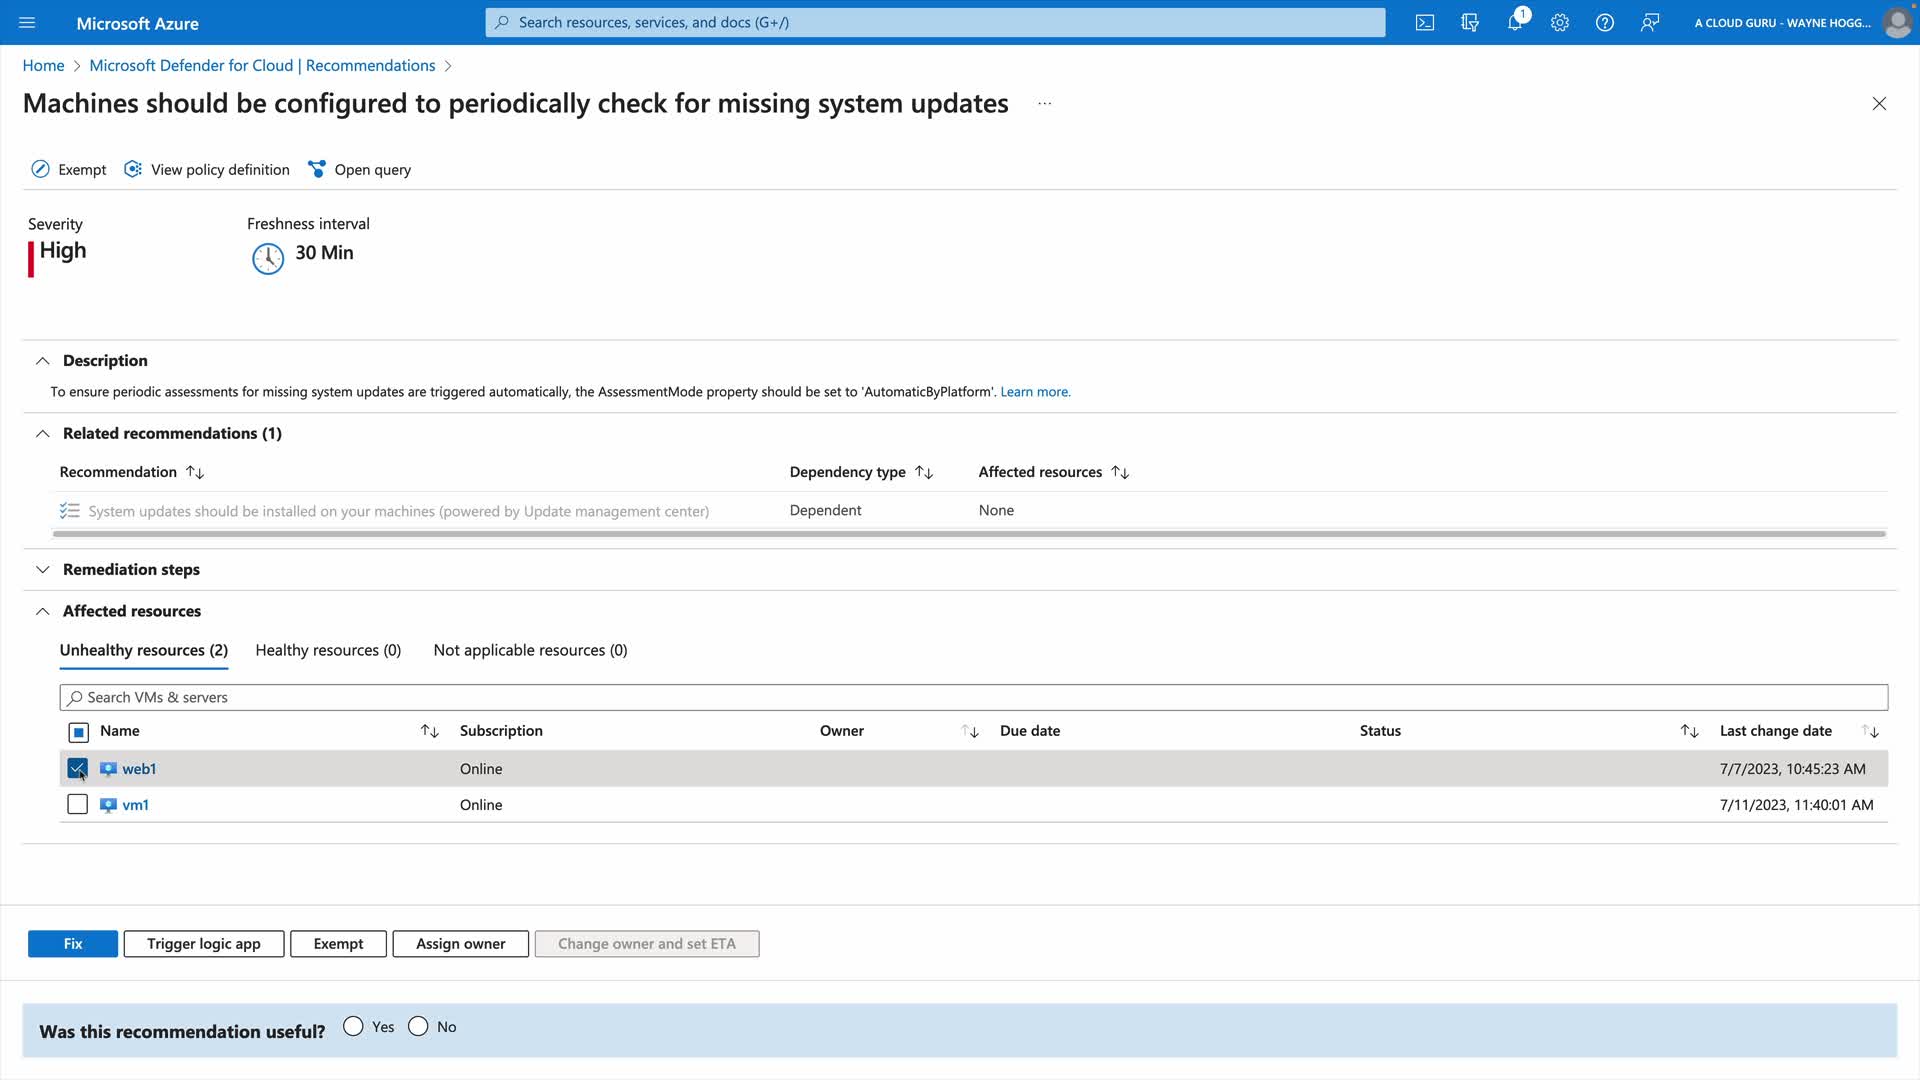 Microsoft Azure
Search resources, services, and docs (G+/)
1
A CLOUD GURU - WAYNE HOGG...
Home > Microsoft Defender for Cloud | Recommendations >
Machines should be configured to periodically check for missing system updates ...
Exempt View policy definition Open query
Severity Freshness interval
High 30 Min
Description
To ensure periodic assessments for missing system updates are triggered automatically, the AssessmentMode property should be set to 'AutomaticByPlatform'. Learn more.
Related recommendations (1)
Recommendation ↑↓ Dependency type ↑↓ Affected resources ↑↓
System updates should be installed on your machines (powered by Update management center) Dependent None
Remediation steps
Affected resources
Unhealthy resources (2) Healthy resources (0) Not applicable resources (0)
Search VMs & servers
Name ↑↓ Subscription Owner ↑↓ Due date Status ↑↓ Last change date ↑↓
web1 Online 7/7/2023, 10:45:23 AM
vm1 Online 7/11/2023, 11:40:01 AM
Fix Trigger logic app Exempt Assign owner Change owner and set ETA
Was this recommendation useful? Yes No